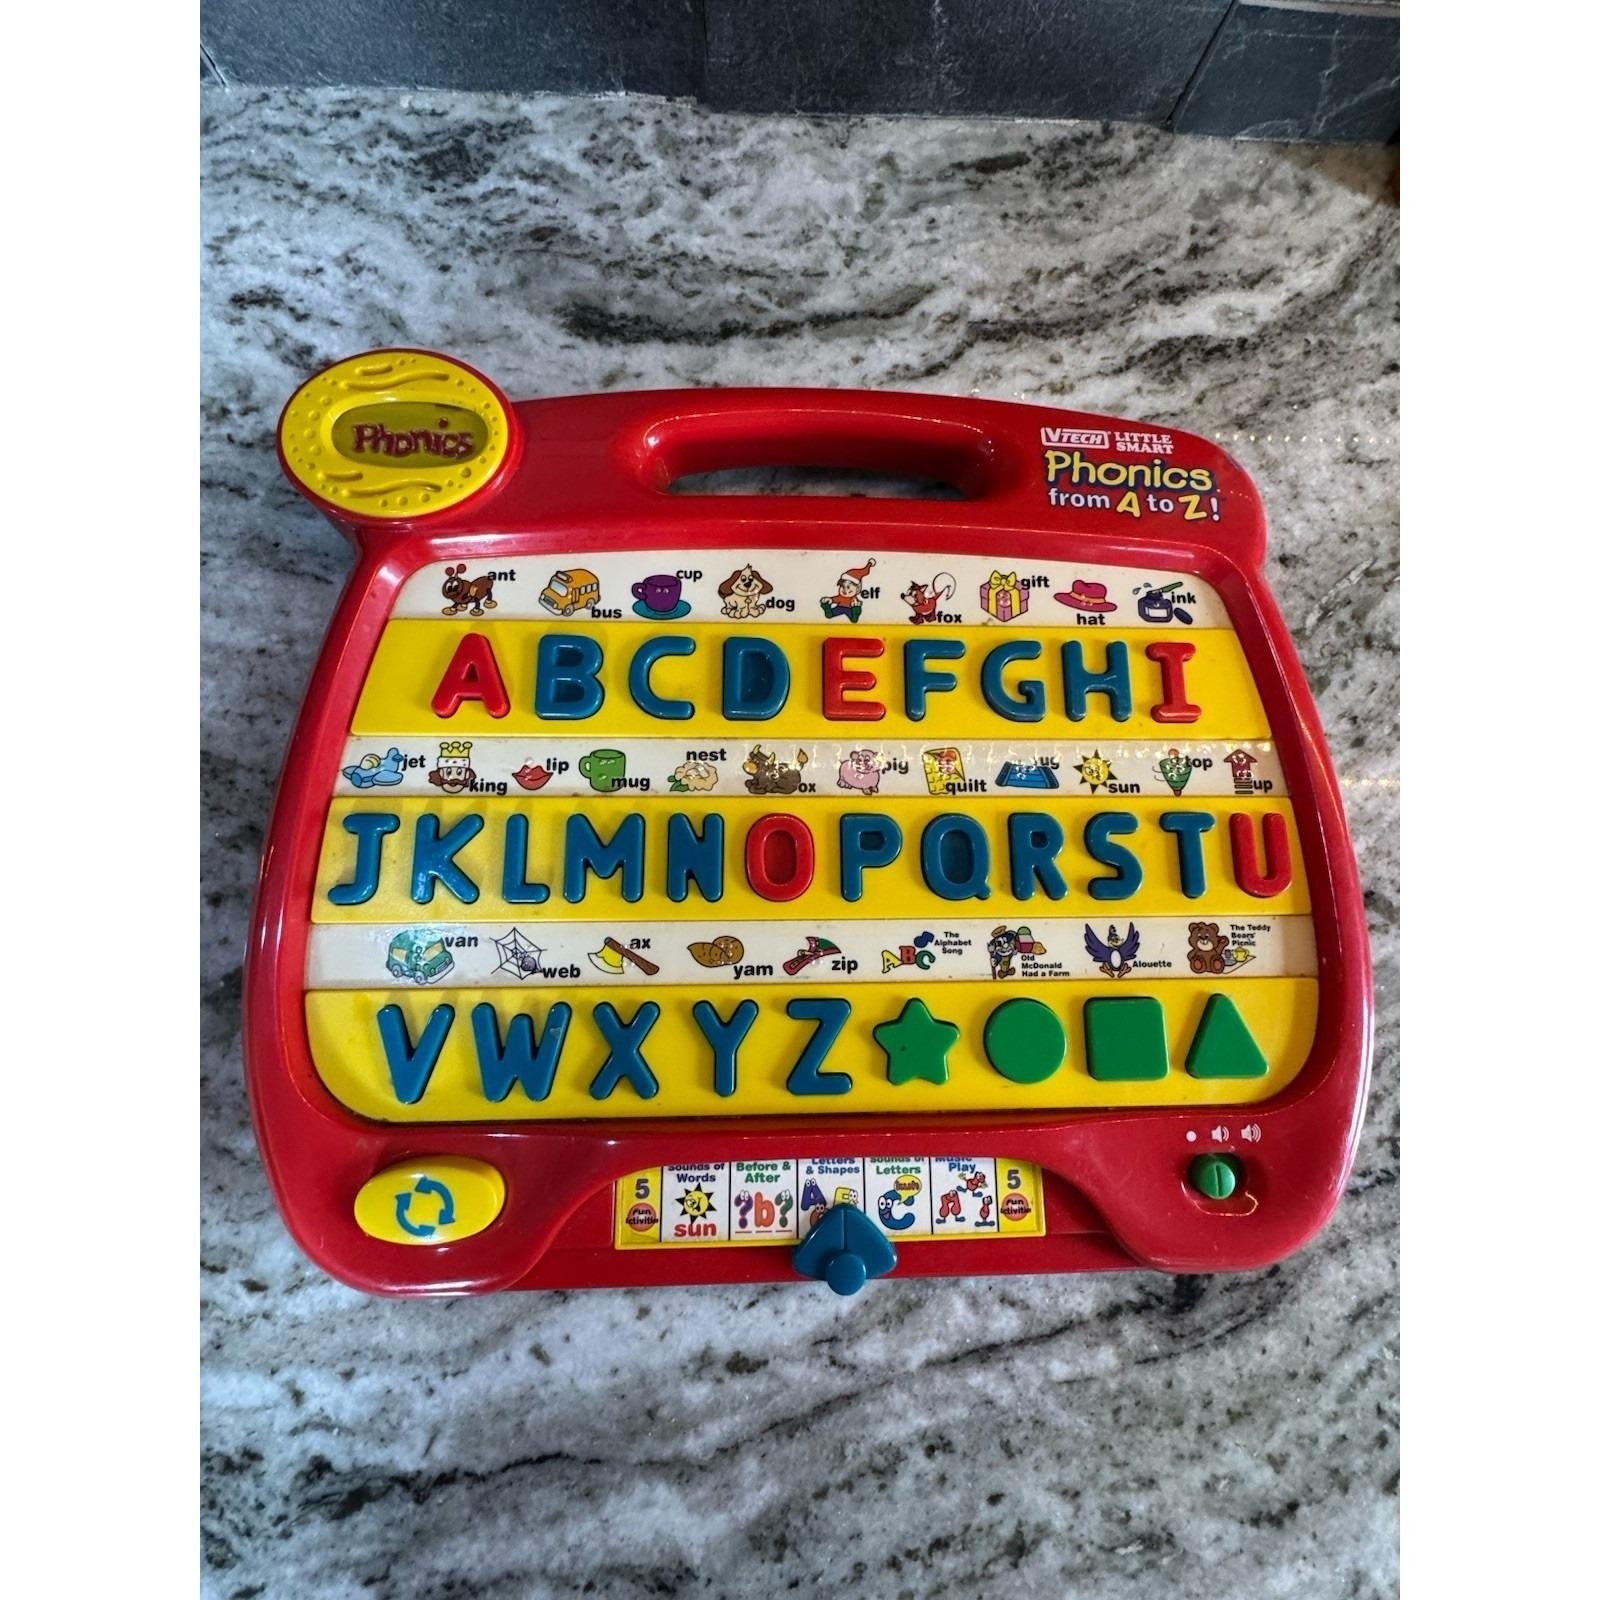 Phonics
VTECH LITTLE SMART
Phonics
from A to Z!
ant bus cup dog elf fox gift hat ink
A B C D E F G H I
jet king lip mug nest ox pig quilt sun top up
J K L M N O P Q R S T U
van web ax yam zip The Alphabet Song Old McDonald Had a Farm Alouette The Teddy Bears' Picnic
V W X Y Z
5 Fun Activities
Sounds of Words
sun
Before & After
?b?
Letters & Shapes
A
Sounds of Letters
C
Music Play
5 Fun Activities